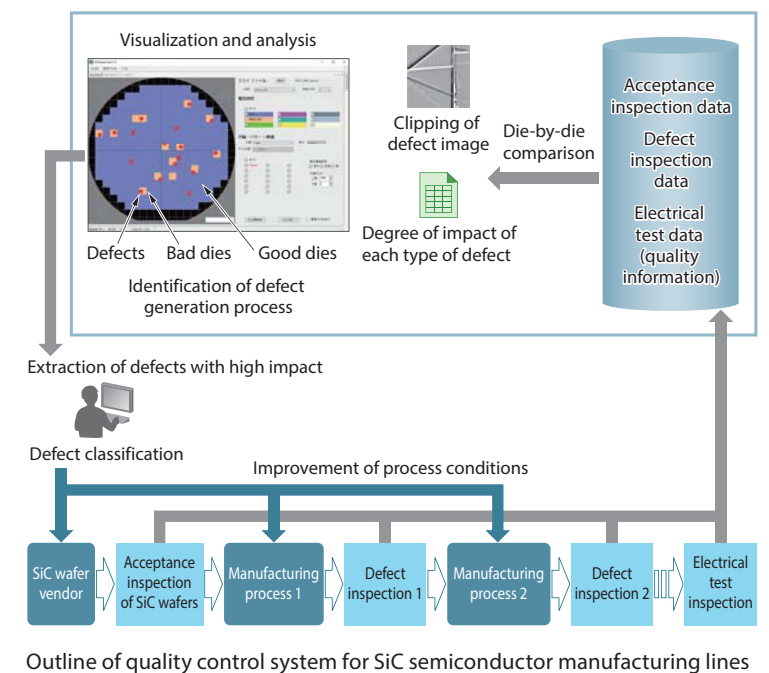 Visualization and analysis
Defects
Bad dies
Good dies
Identification of defect
generation process
Clipping of
defect image
Degree of impact of
each type of defect
Die-by-die
comparison
Acceptance
inspection data
Defect
inspection
data
Electrical
test data
(quality
information)
Extraction of defects with high impact
Defect classification
Improvement of process conditions
SiC wafer
vendor
Acceptance
inspection
of SiC wafers
Manufacturing
process 1
Defect
inspection 1
Manufacturing
process 2
Defect
inspection 2
Electrical
test
inspection
Outline of quality control system for SiC semiconductor manufacturing lines